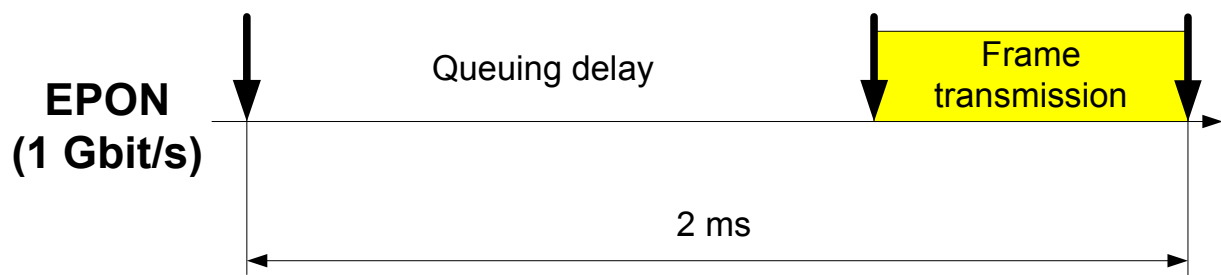 Queuing delay
Frame
transmission
EPON
(1 Gbit/s)
2 ms